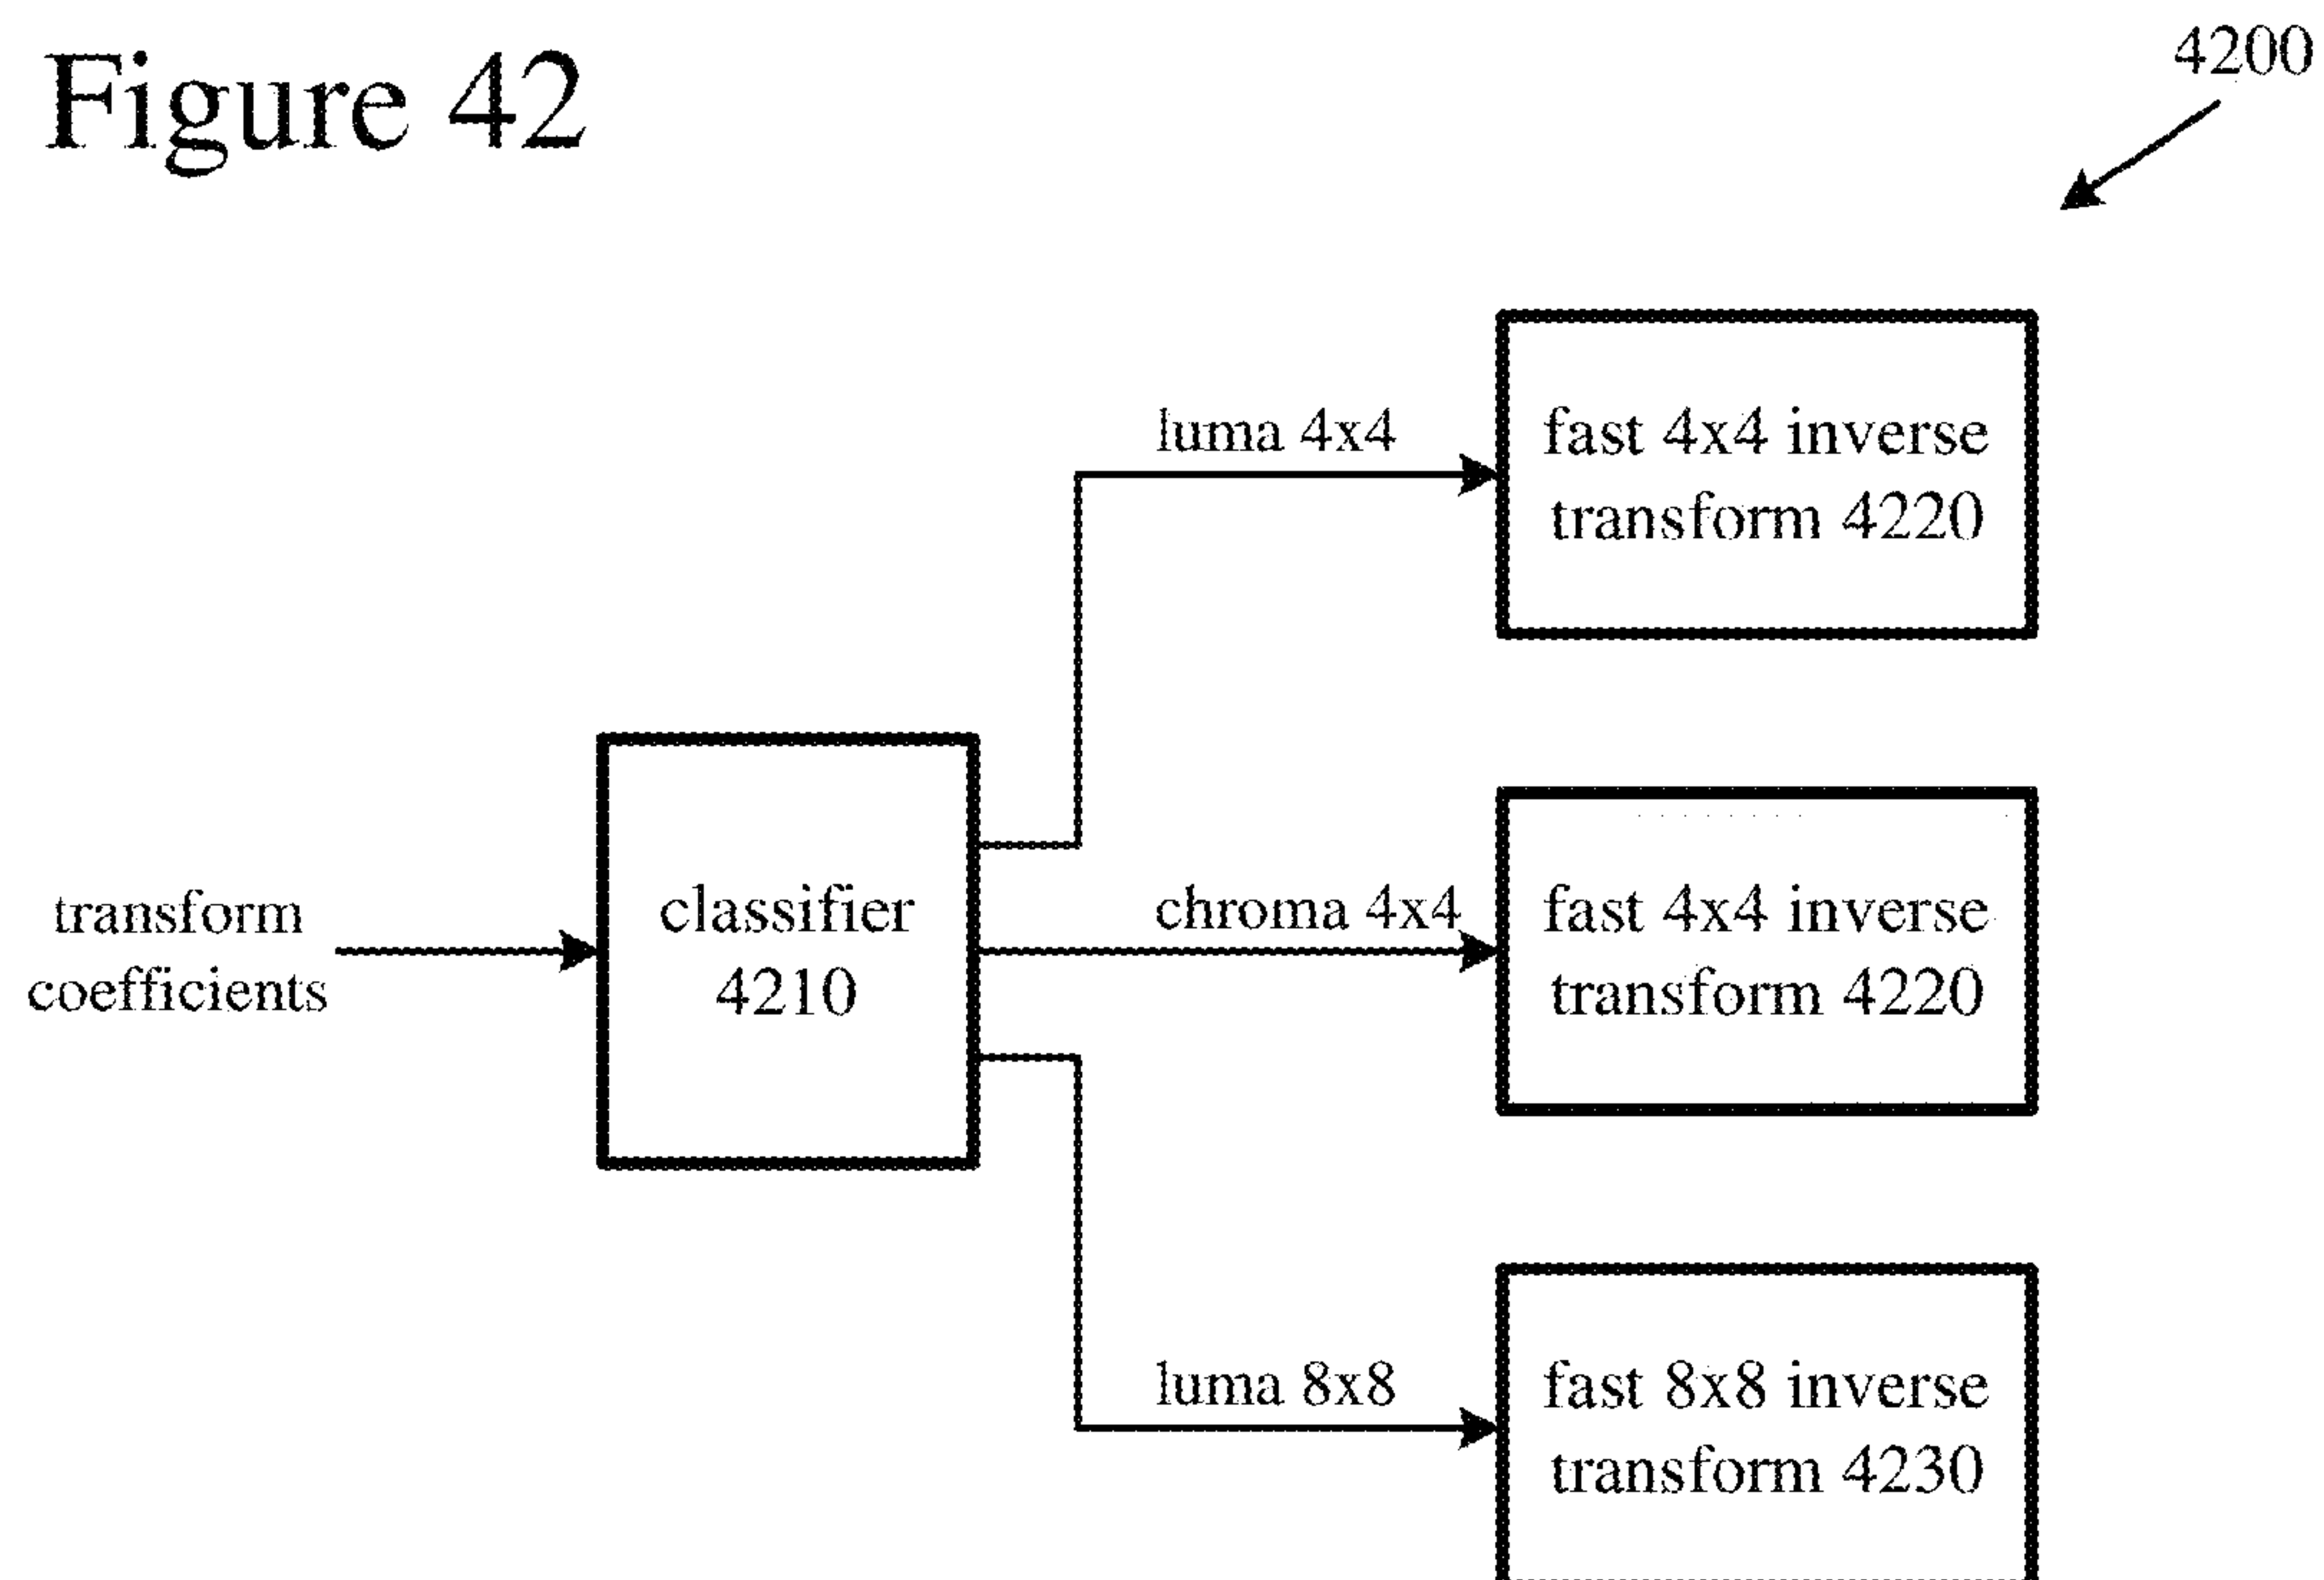 Figure 42
4200
luma 4x4
fast 4x4 inverse
transform 4220
transform
coefficients
classifier
4210
chroma 4x4
fast 4x4 inverse
transform 4220
luma 8x8
fast 8x8 inverse
transform 4230